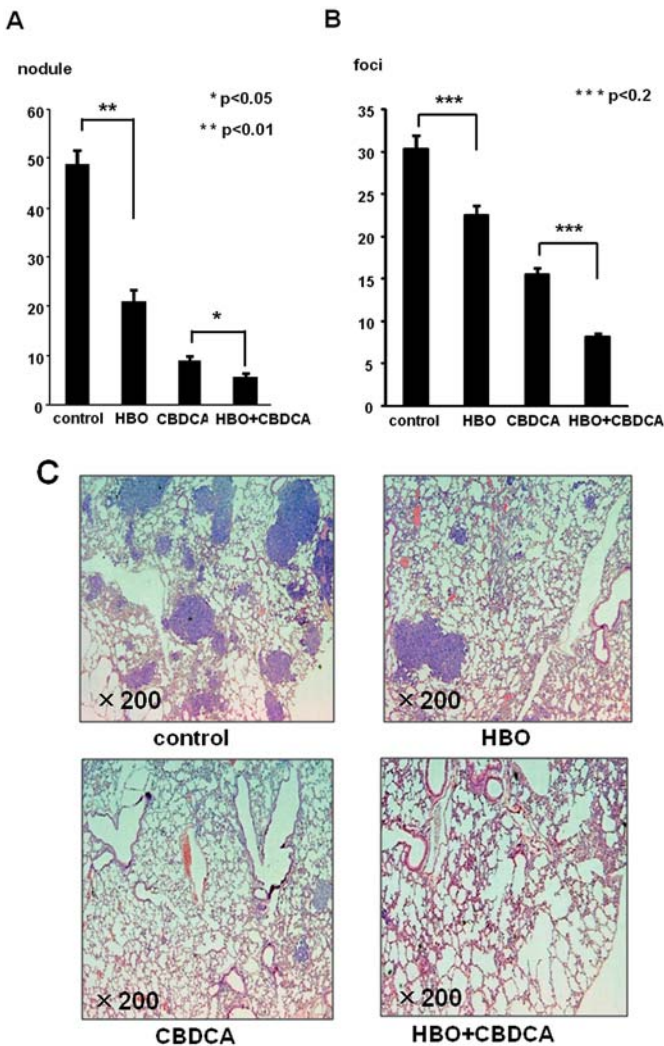 A
nodule
* p<0.05
** p<0.01
60
50
40
30
20
10
0
**
*
control HBO CBDCA HBO+CBDCA
B
foci
*** p<0.2
35
30
25
20
15
10
5
0
***
***
control HBO CBDCA HBO+CBDCA
C
× 200
control
× 200
HBO
× 200
CBDCA
× 200
HBO+CBDCA